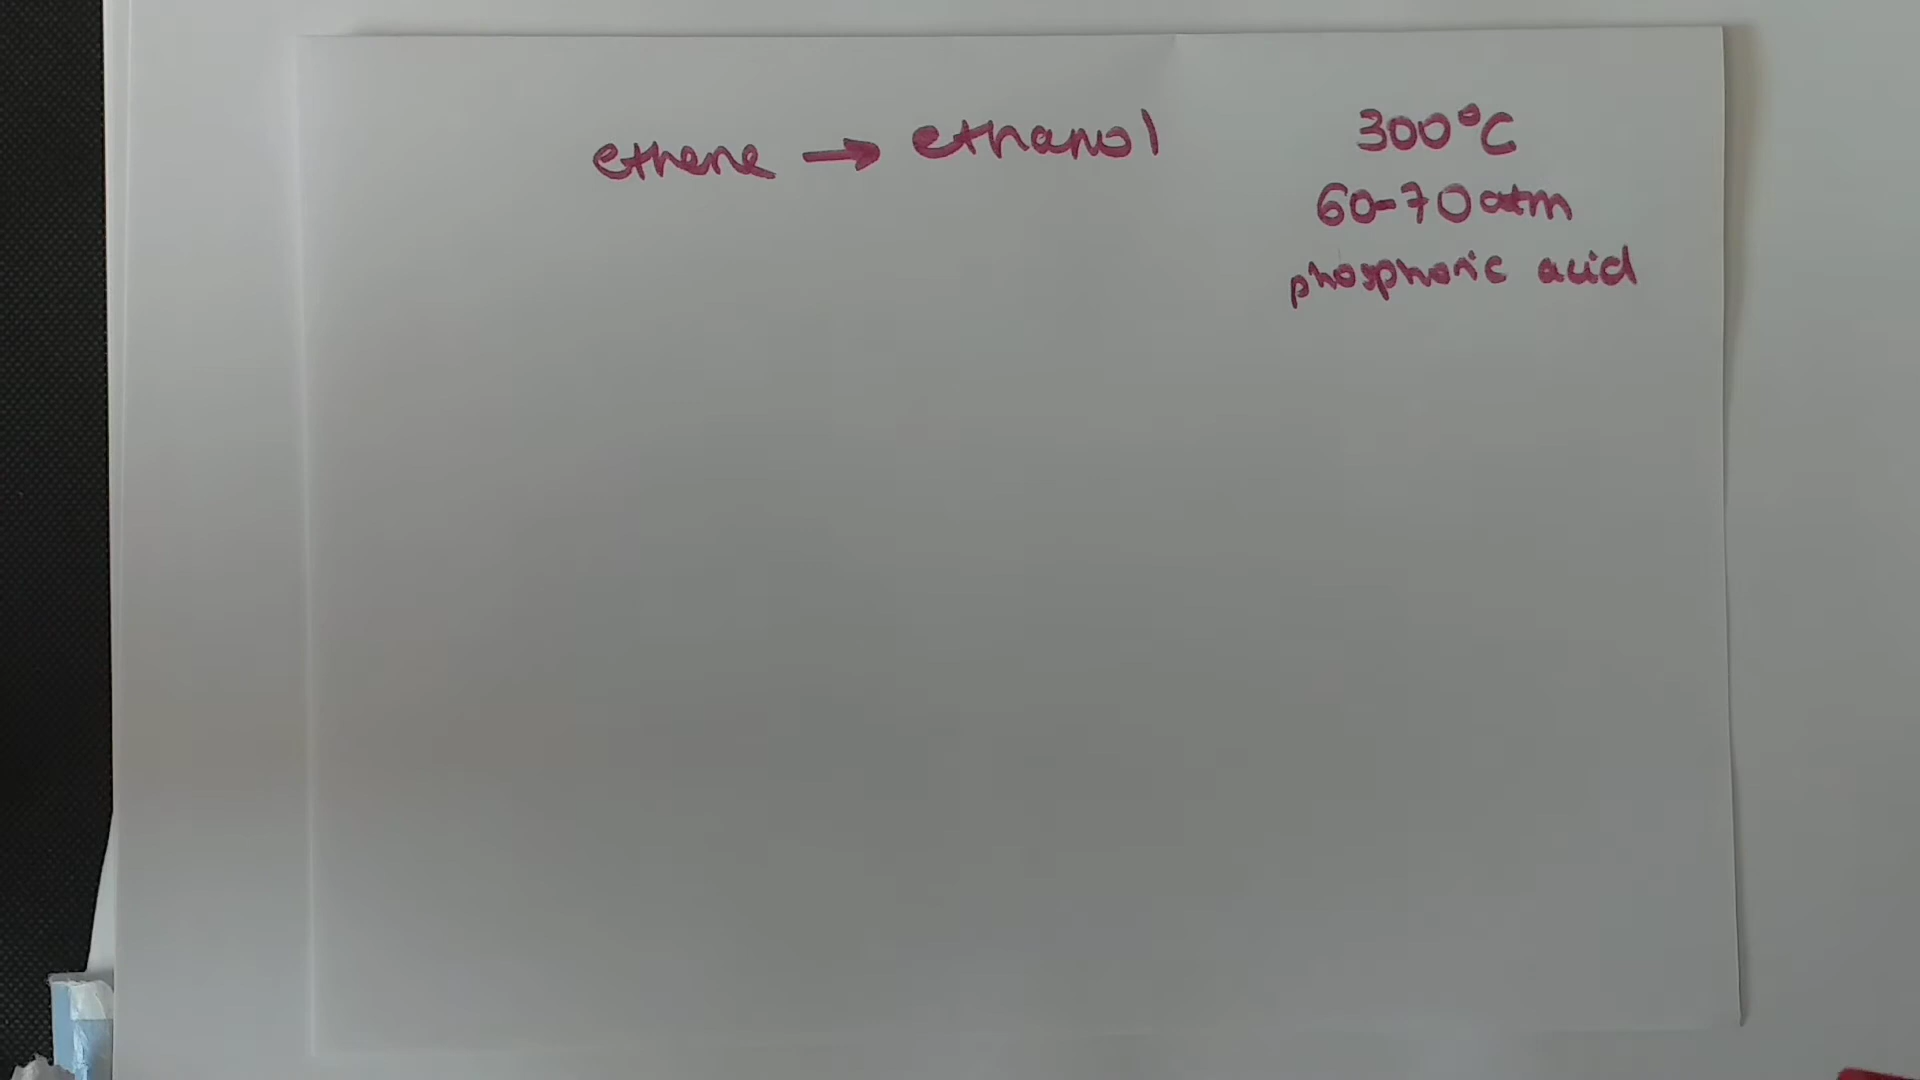 ethene → ethanol
300°C
60-70 atm
phosphoric acid